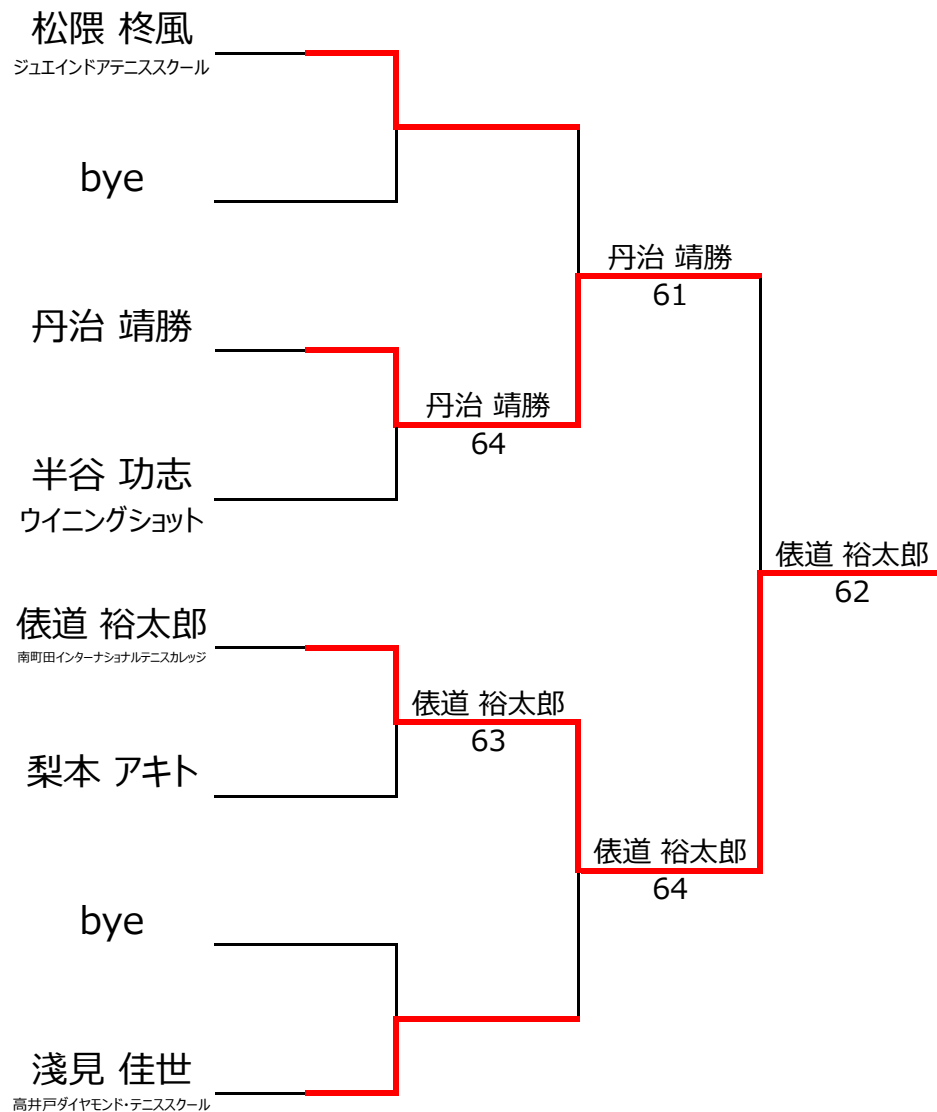 松隈 柊風
ジュエインドアテニススクール
bye
丹治 靖勝
61
丹治 靖勝
丹治 靖勝
64
半谷 功志
ウイニングショット
俵道 裕太郎
62
俵道 裕太郎
南町田インターナショナルテニスカレッジ
俵道 裕太郎
63
梨本 アキト
俵道 裕太郎
64
bye
淺見 佳世
高井戸ダイヤモンド・テニススクール